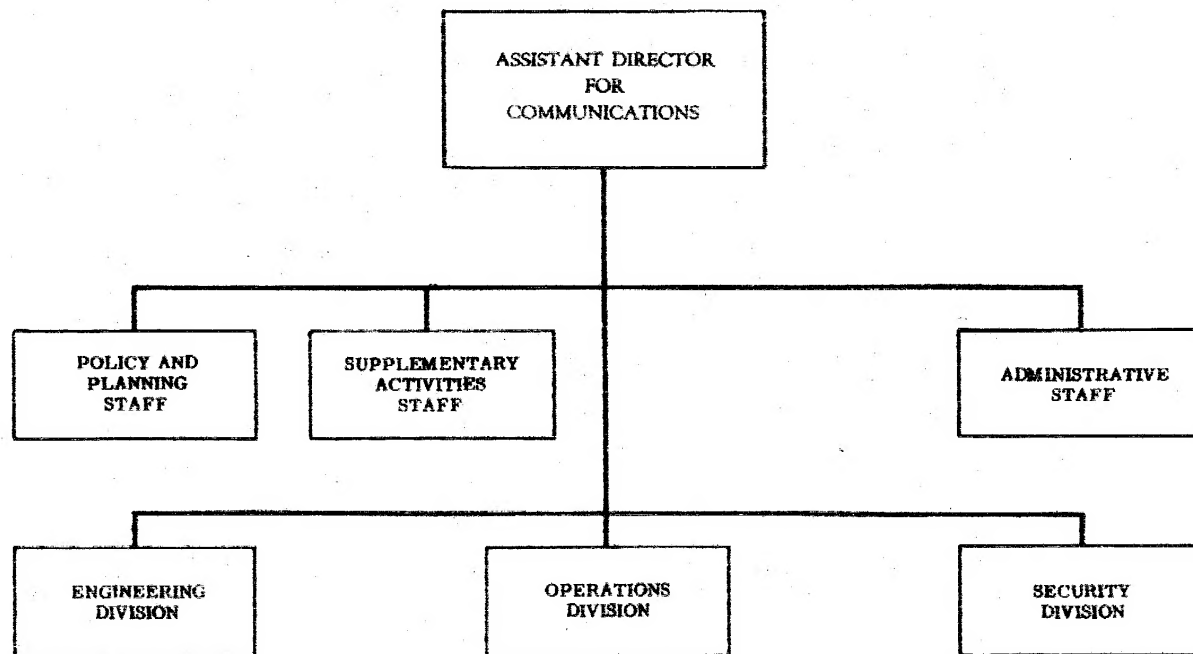 ASSISTANT DIRECTOR
FOR
COMMUNICATIONS
POLICY AND
PLANNING
STAFF
SUPPLEMENTARY
ACTIVITIES
STAFF
ADMINISTRATIVE
STAFF
ENGINEERING
DIVISION
OPERATIONS
DIVISION
SECURITY
DIVISION